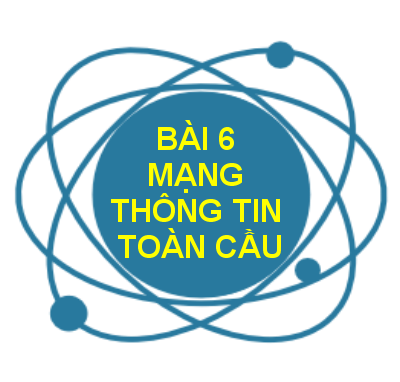 BÀI 6
MẠNG
THÔNG TIN
TOÀN CẦU